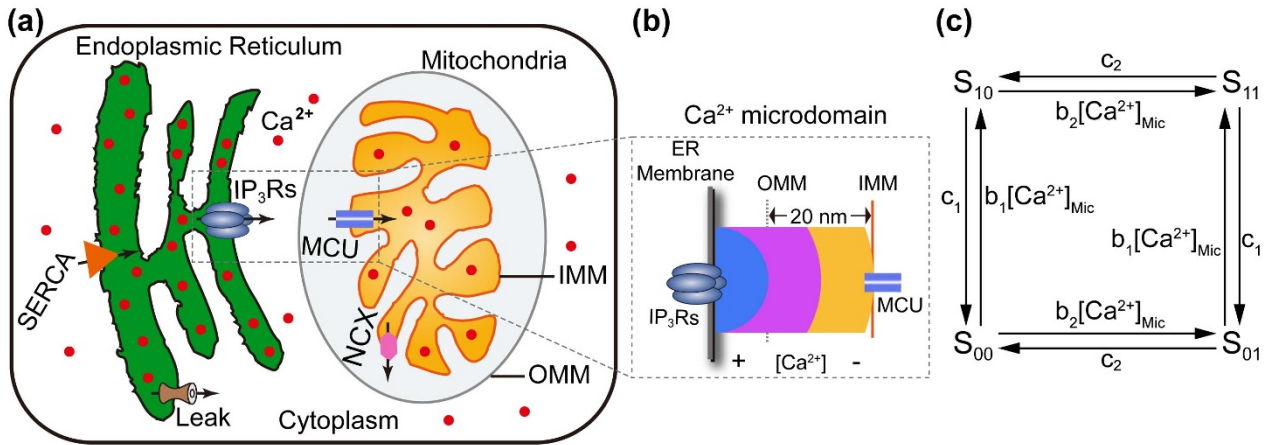 (a)
Endoplasmic Reticulum
Mitochondria
Ca²⁺
IP₃Rs
MCU
SERCA
IMM
NCX
OMM
Leak
Cytoplasm
(b)
Ca²⁺ microdomain
ER
Membrane
OMM
IMM
20 nm
IP₃Rs
MCU
+ [Ca²⁺] -
(c)
c₂
S₁₀ S₁₁
b₂[Ca²⁺]Mic
c₁ b₁[Ca²⁺]Mic
b₁[Ca²⁺]Mic c₁
b₂[Ca²⁺]Mic
S₀₀ S₀₁
c₂